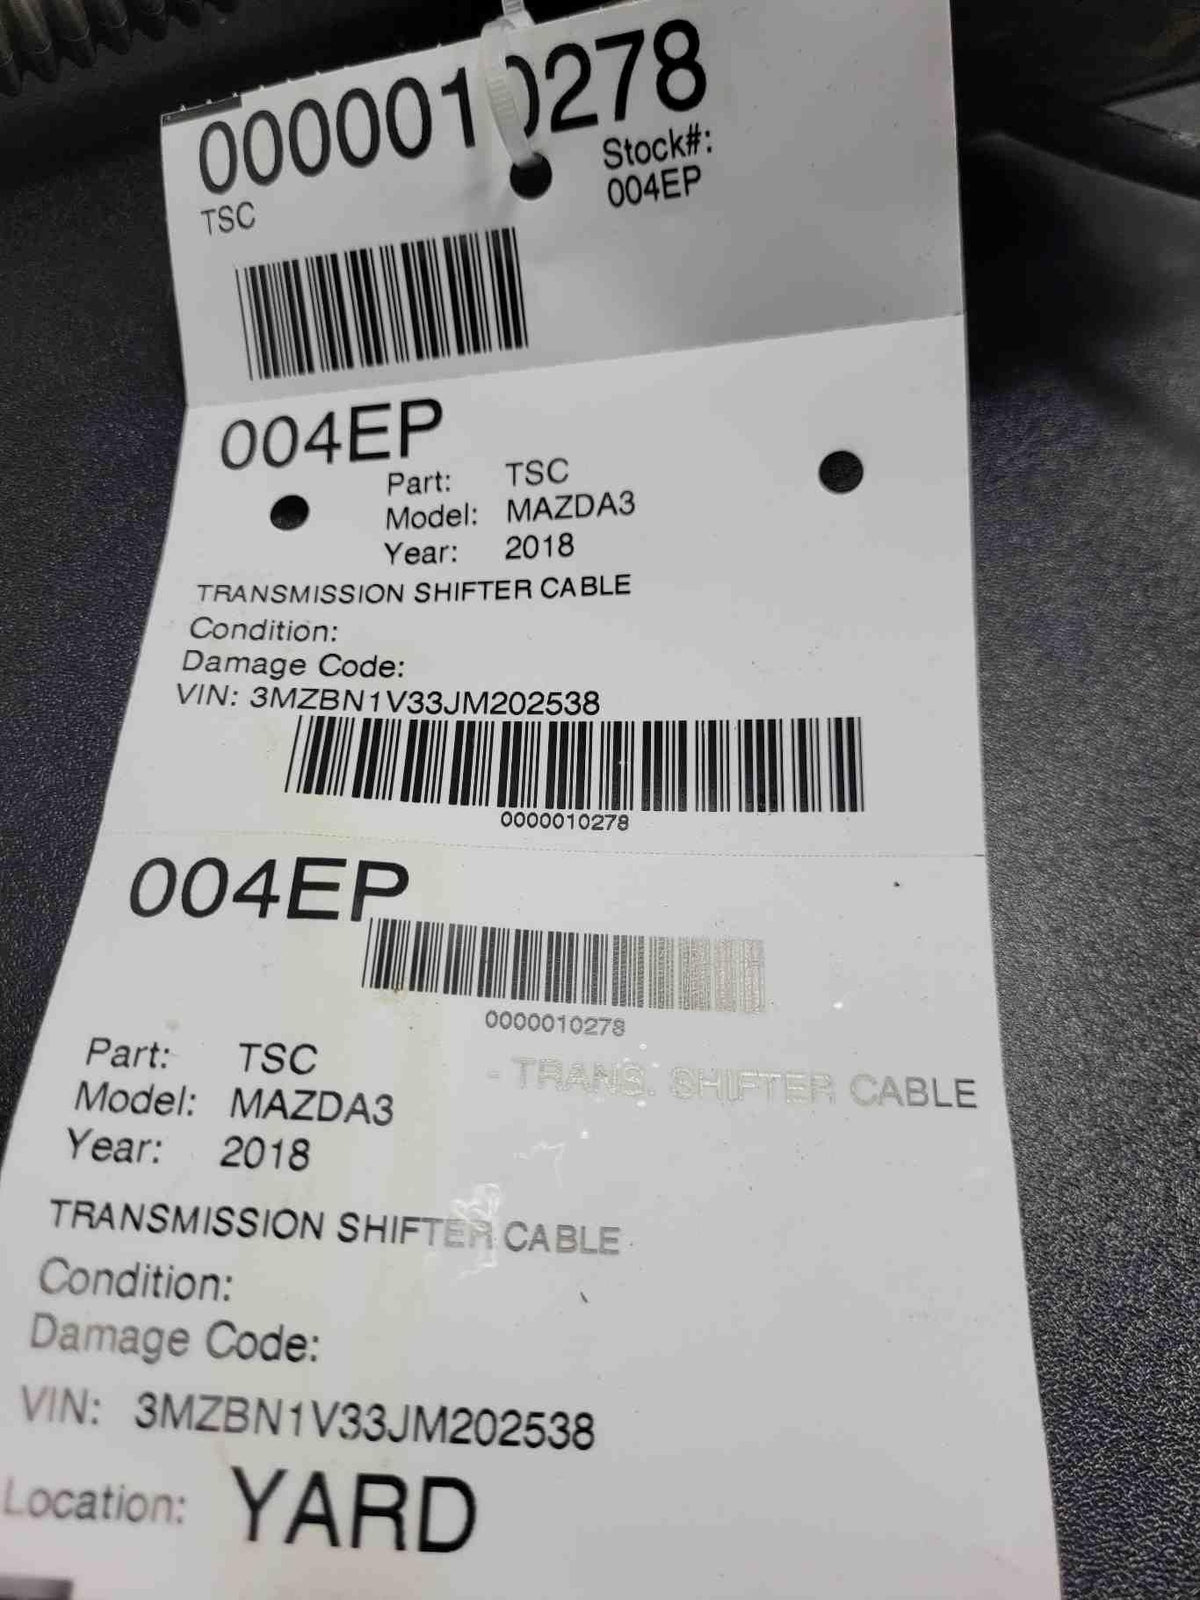 0000010278
TSC
Stock#:
004EP
004EP
Part: TSC
Model: MAZDA3
Year: 2018
TRANSMISSION SHIFTER CABLE
Condition:
Damage Code:
VIN: 3MZBN1V33JM202538
0000010278
004EP
0000010278
- TRANS. SHIFTER CABLE
Part: TSC
Model: MAZDA3
Year: 2018
TRANSMISSION SHIFTER CABLE
Condition:
Damage Code:
VIN: 3MZBN1V33JM202538
Location: YARD